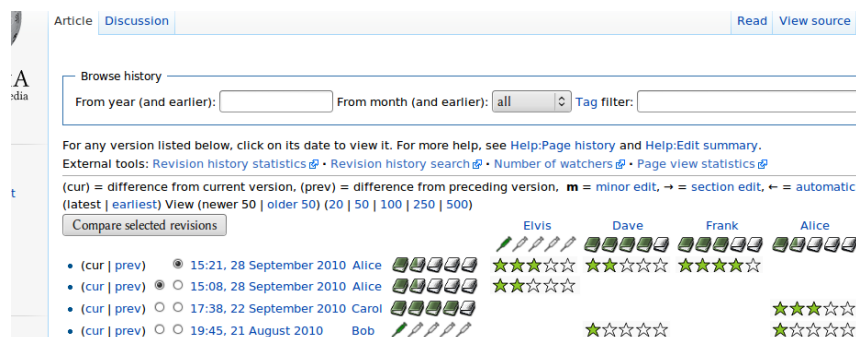 Article Discussion Read View source
A
edia
Browse history
From year (and earlier): From month (and earlier): all Tag filter:
For any version listed below, click on its date to view it. For more help, see Help:Page history and Help:Edit summary.
External tools: Revision history statistics · Revision history search · Number of watchers · Page view statistics
t
(cur) = difference from current version, (prev) = difference from preceding version, m = minor edit, → = section edit, ← = automatic
(latest | earliest) View (newer 50 | older 50) (20 | 50 | 100 | 250 | 500)
Compare selected revisions
Elvis Dave Frank Alice
(cur | prev) 15:21, 28 September 2010 Alice
(cur | prev) 15:08, 28 September 2010 Alice
(cur | prev) 17:38, 22 September 2010 Carol
(cur | prev) 19:45, 21 August 2010 Bob